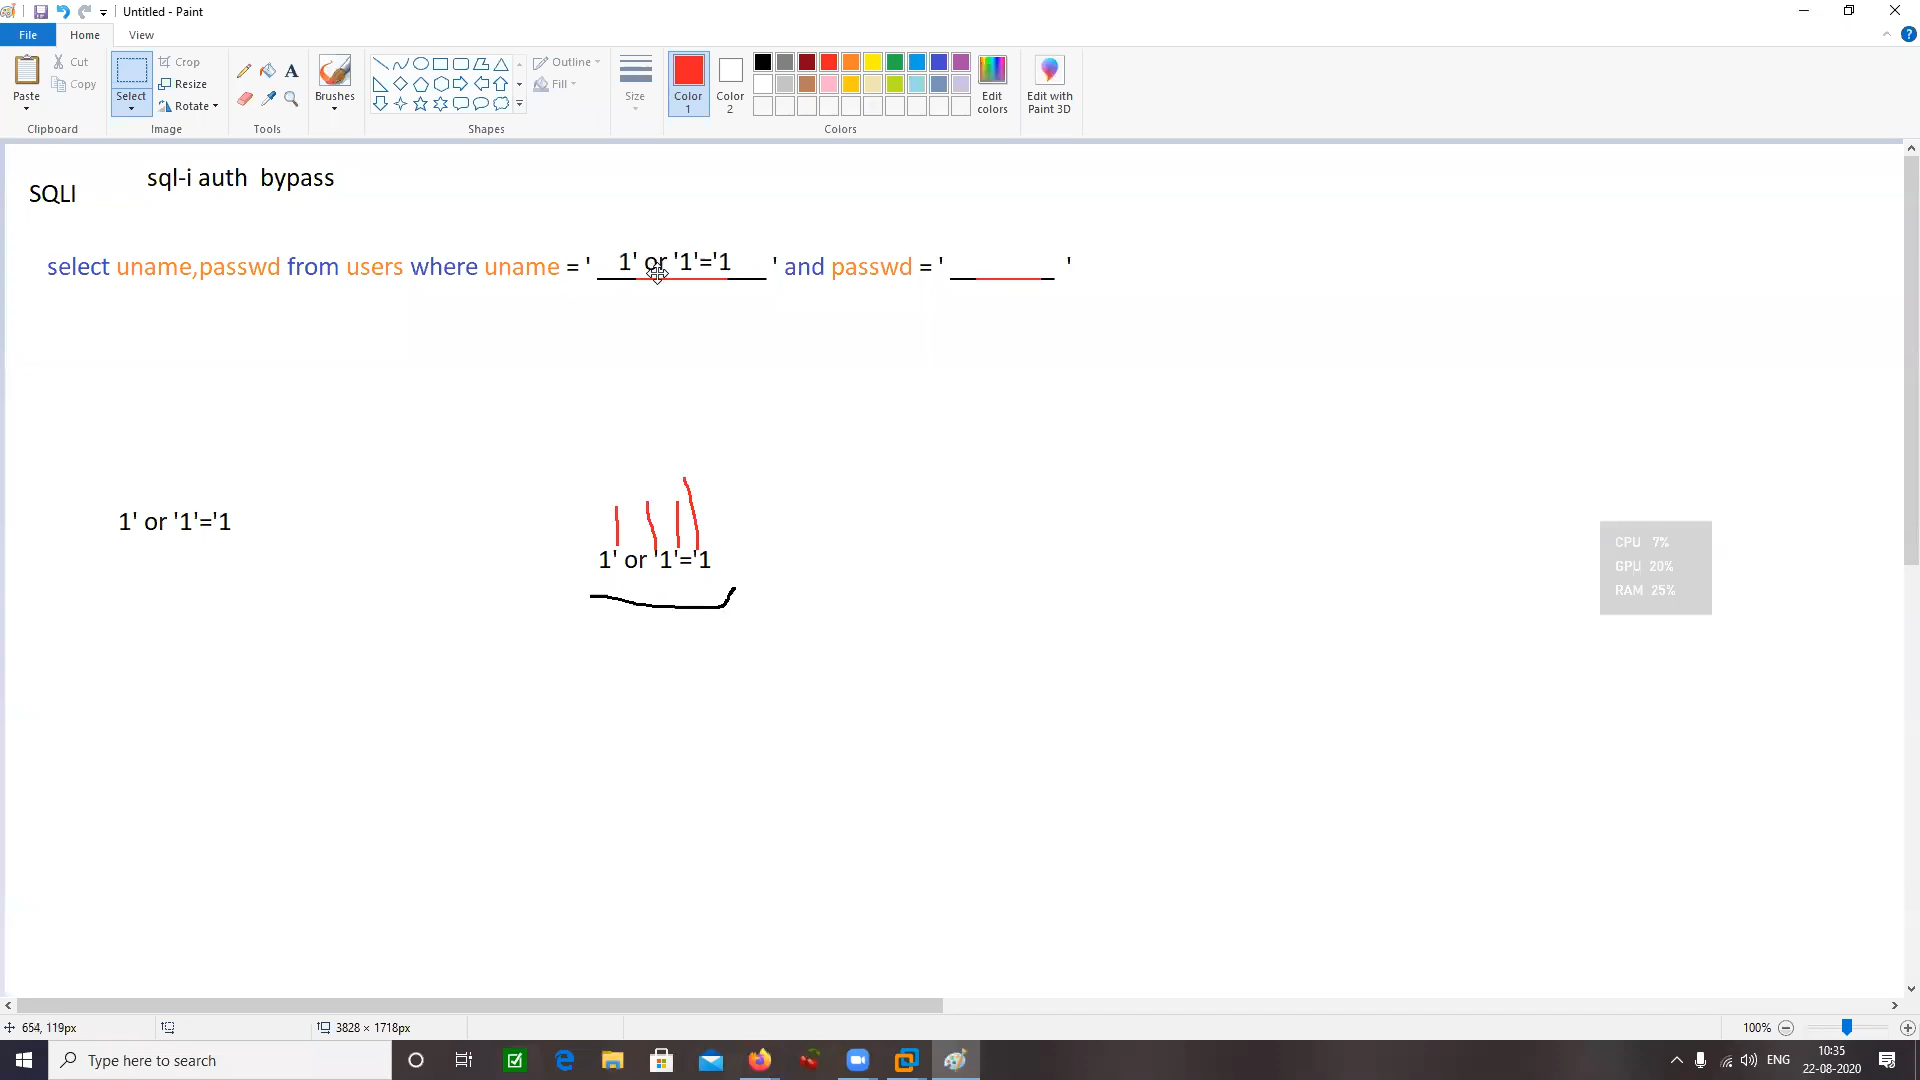 Untitled - Paint
File Home View
Paste
Cut
Copy
Clipboard
Select
Crop
Resize
Rotate
Image
Tools
Brushes
Shapes
Outline
Fill
Size
Color 1
Color 2
Edit colors
Colors
Edit with Paint 3D
sql-i auth bypass
SQLI
select uname,passwd from users where uname = ' 1' or '1'='1 ' and passwd = ' '
1' or '1'='1
1' or '1'='1
CPU 7%
GPU 20%
RAM 25%
654, 119px
3828 × 1718px
100%
Type here to search
ENG
10:35
22-08-2020